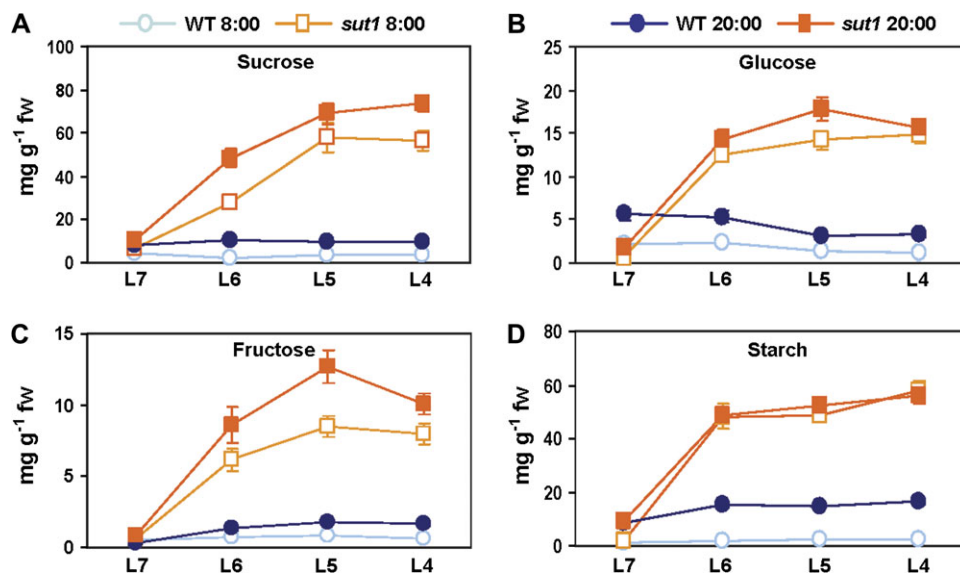 A WT 8:00 sut1 8:00 B WT 20:00 sut1 20:00
Sucrose
mg g-1 fw
100
80
60
40
20
0
L7 L6 L5 L4
Glucose
mg g-1 fw
25
20
15
10
5
0
L7 L6 L5 L4
C
Fructose
mg g-1 fw
15
10
5
0
L7 L6 L5 L4
D
Starch
mg g-1 fw
80
60
40
20
0
L7 L6 L5 L4